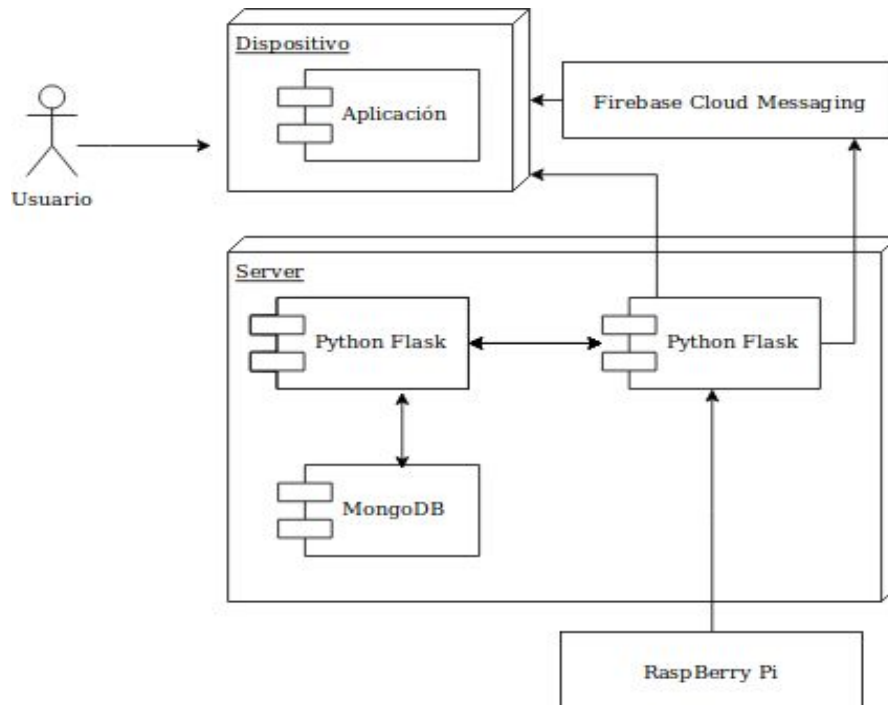 Dispositivo
Aplicación
Firebase Cloud Messaging
Usuario
Server
Python Flask
Python Flask
MongoDB
RaspBerry Pi